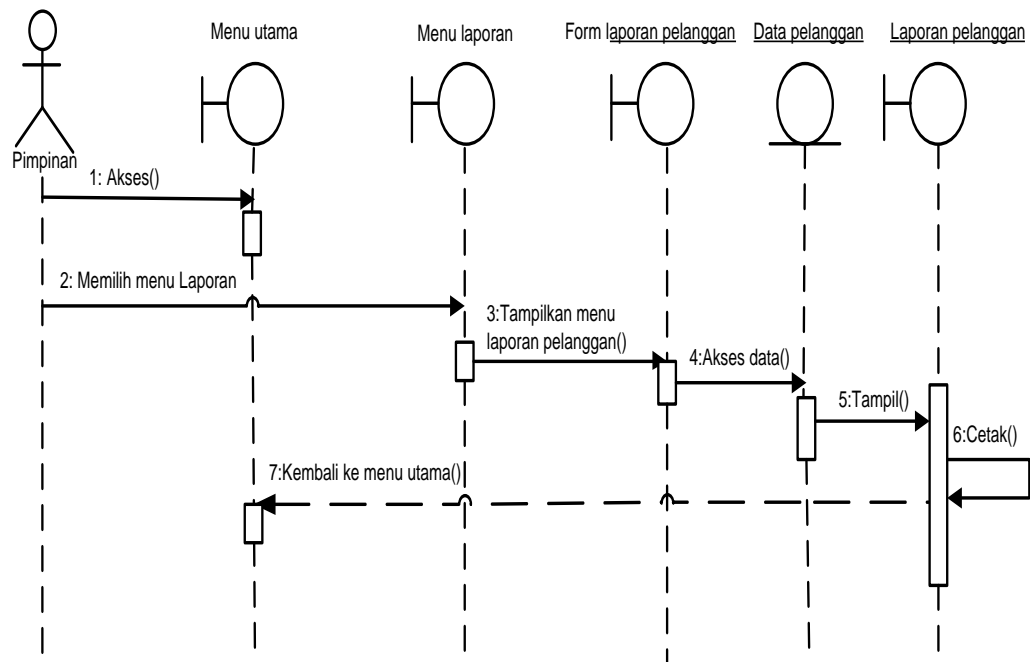 Menu utama
Menu laporan
Form laporan pelanggan
Data pelanggan
Laporan pelanggan
Pimpinan
1: Akses()
2: Memilih menu Laporan
3:Tampilkan menu
laporan pelanggan()
4:Akses data()
5:Tampil()
6:Cetak()
7:Kembali ke menu utama()